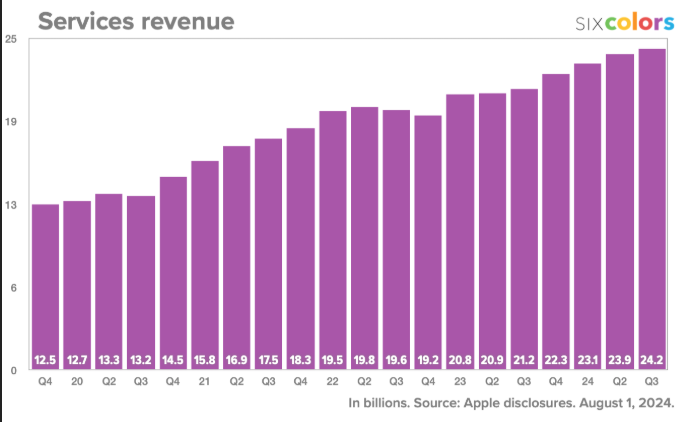 Services revenue
sixcolors
25
19
13
6
0
12.5 12.7 13.3 13.2 14.5 15.8 16.9 17.5 18.3 19.5 19.8 19.6 19.2 20.8 20.9 21.2 22.3 23.1 23.9 24.2
Q4 20 Q2 Q3 Q4 21 Q2 Q3 Q4 22 Q2 Q3 Q4 23 Q2 Q3 Q4 24 Q2 Q3
In billions. Source: Apple disclosures. August 1, 2024.